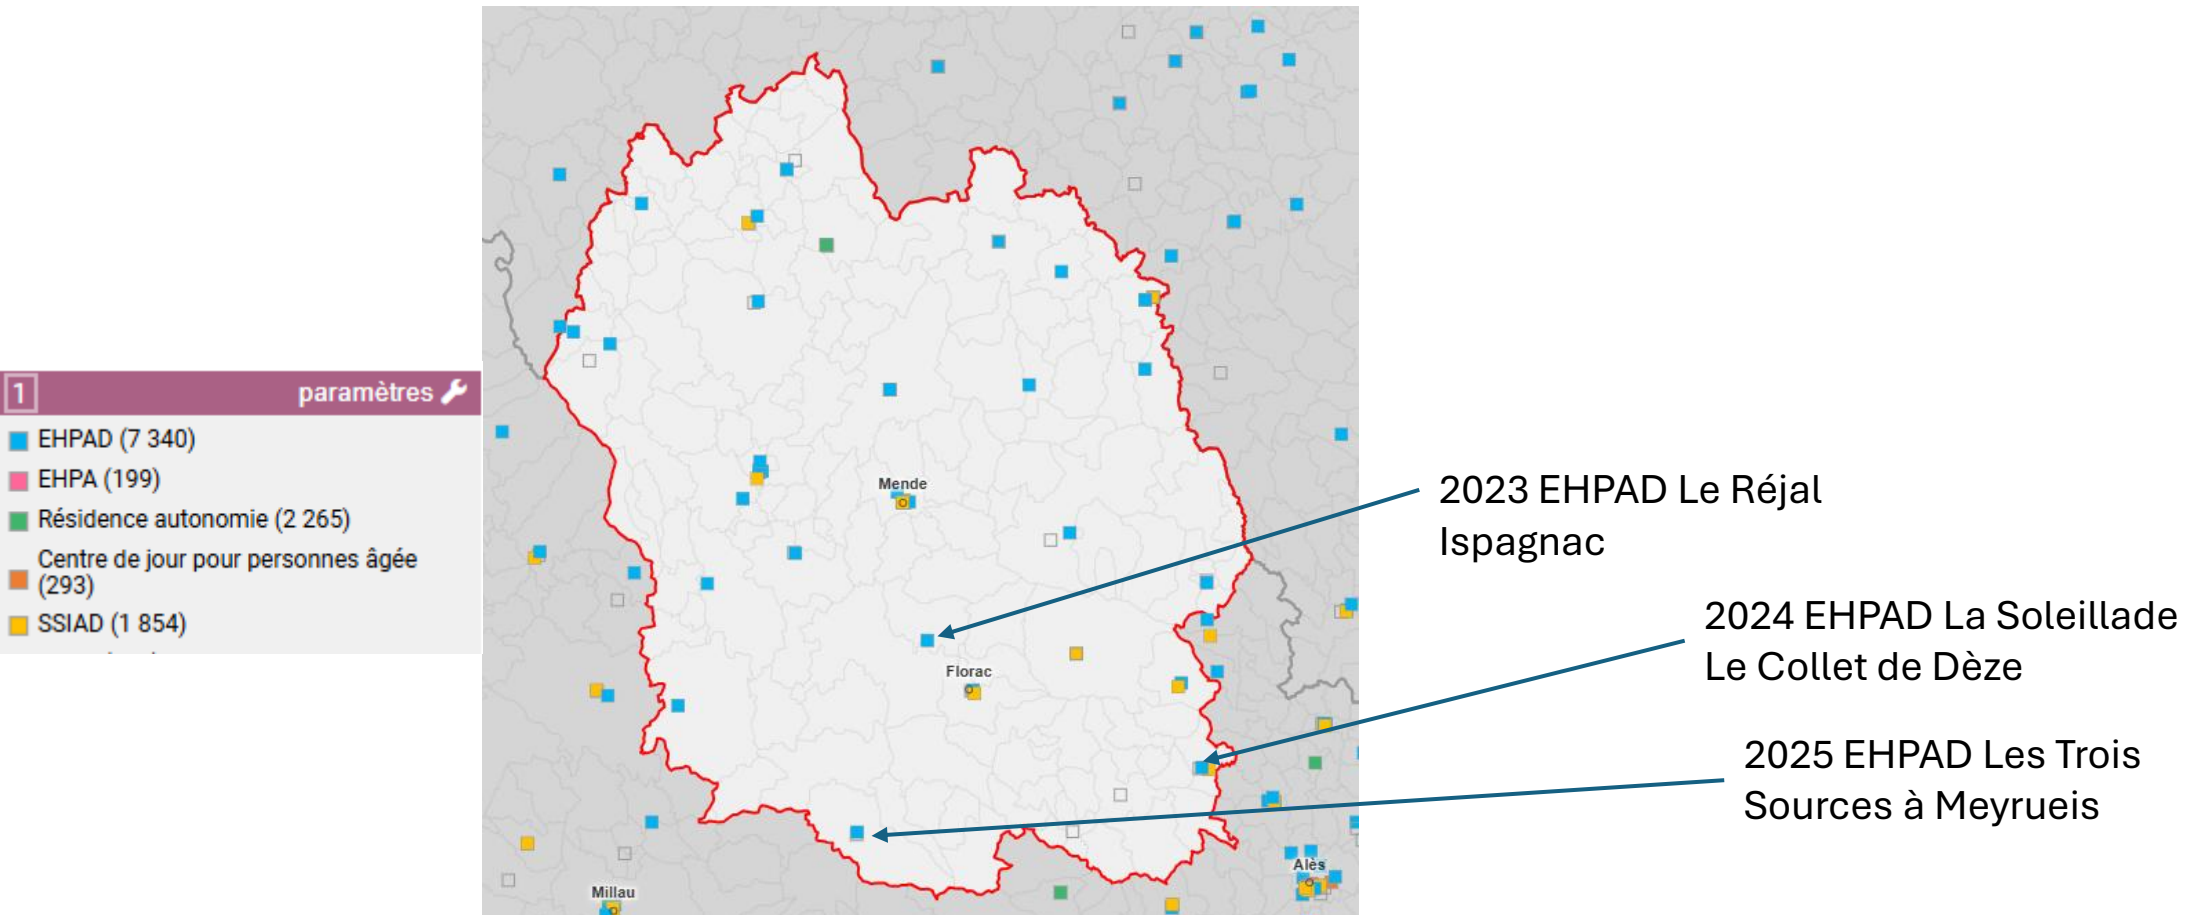 1 paramètres
EHPAD (7 340)
EHPA (199)
Résidence autonomie (2 265)
Centre de jour pour personnes âgée
(293)
SSIAD (1 854)
Mende
Florac
Millau
Alès
2023 EHPAD Le Réjal
Ispagnac
2024 EHPAD La Soleillade
Le Collet de Dèze
2025 EHPAD Les Trois
Sources à Meyrueis